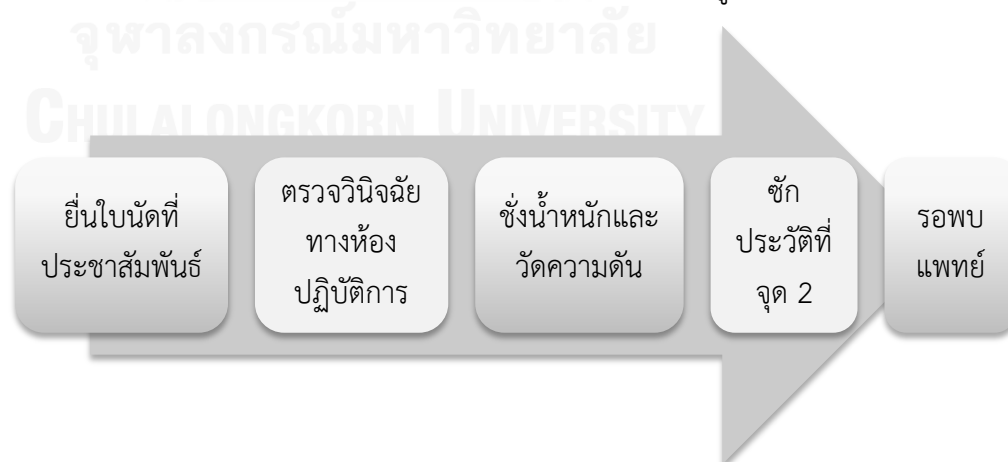 จุฬาลงกรณ์มหาวิทยาลัย
CHULALONGKORN UNIVERSITY
ยื่นใบนัดที่
ประชาสัมพันธ์
ตรวจวินิจฉัย
ทางห้อง
ปฏิบัติการ
ชั่งน้ำหนักและ
วัดความดัน
ซัก
ประวัติที่
จุด 2
รอพบ
แพทย์